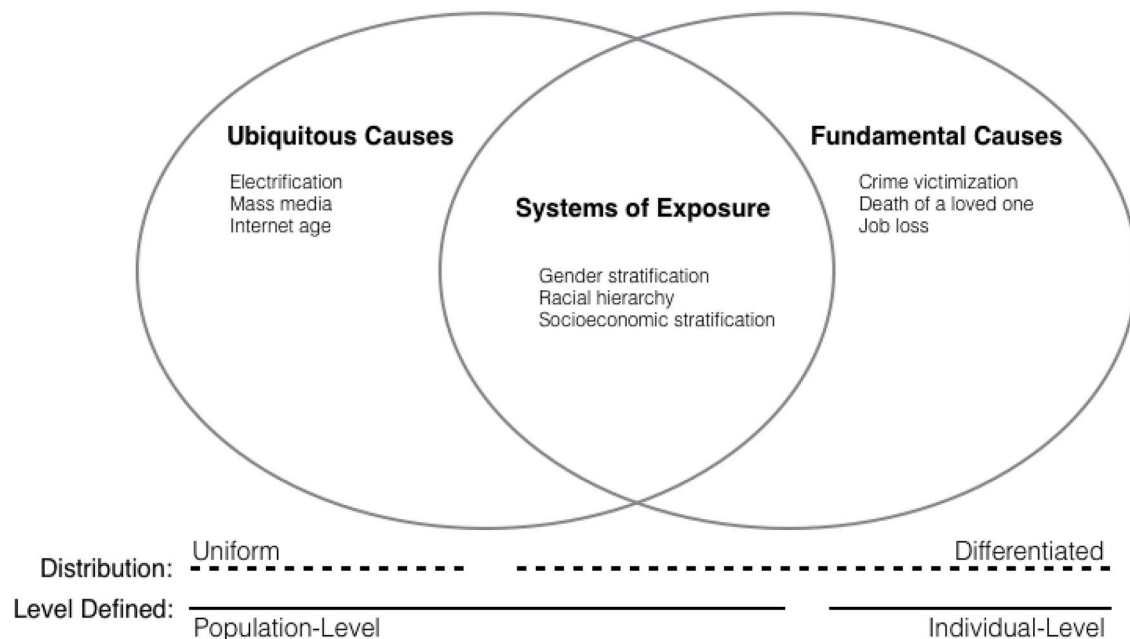 Ubiquitous Causes
Electrification
Mass media
Internet age
Systems of Exposure
Gender stratification
Racial hierarchy
Socioeconomic stratification
Fundamental Causes
Crime victimization
Death of a loved one
Job loss
Distribution:
Uniform
Differentiated
Level Defined:
Population-Level
Individual-Level